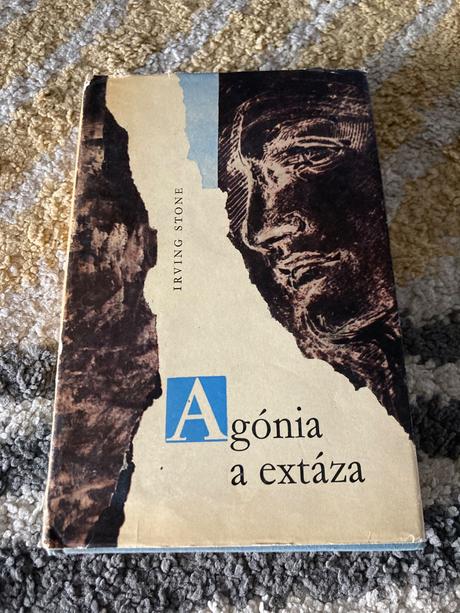 IRVING STONE
Agónia
a extáza